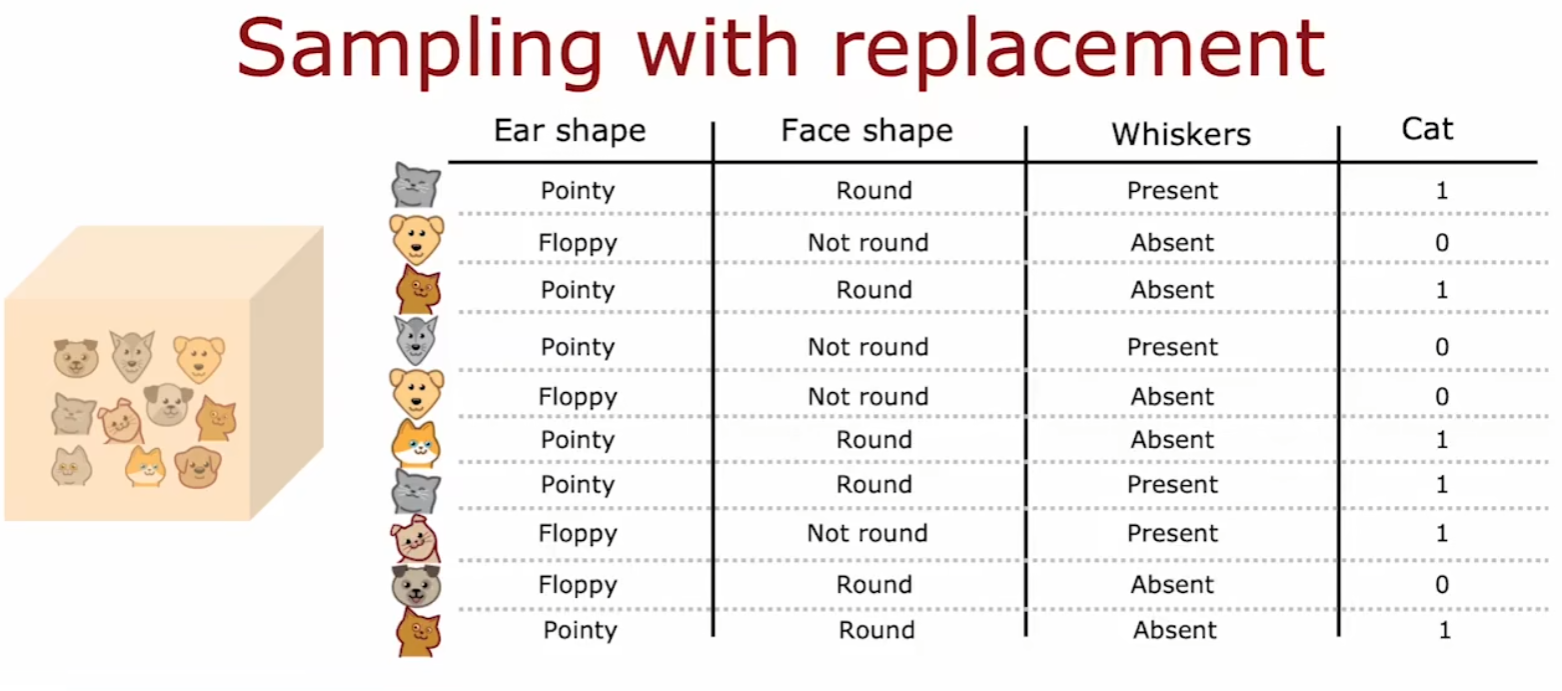 Sampling with replacement
Ear shape Face shape Whiskers Cat
Pointy Round Present 1
Floppy Not round Absent 0
Pointy Round Absent 1
Pointy Not round Present 0
Floppy Not round Absent 0
Pointy Round Absent 1
Pointy Round Present 1
Floppy Not round Present 1
Floppy Round Absent 0
Pointy Round Absent 1